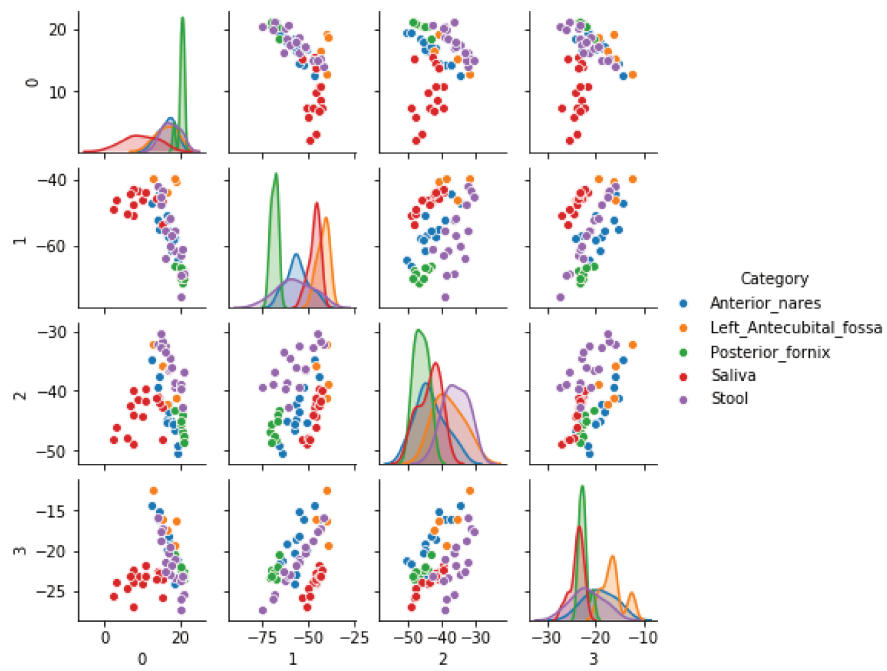 20
10
0
−40
−60
1
−30
−40
−50
2
−15
−20
−25
3
0 20
0
−75 −50 −25
1
−50 −40 −30
2
−30 −20 −10
3
Category
Anterior_nares
Left_Antecubital_fossa
Posterior_fornix
Saliva
Stool